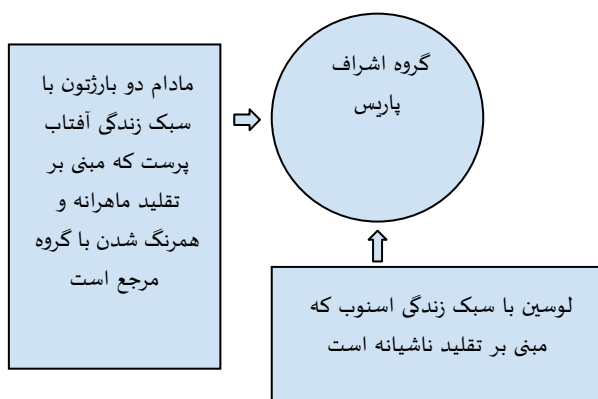 گروه اشراف
پاریس
مادام دو بارژتون با
سبک زندگی آفتاب
پرست که مبنی بر
تقلید ماهرانه و
همرنگ شدن با گروه
مرجع است
لوسین با سبک زندگی اسنوب که
مبنی بر تقلید ناشیانه است